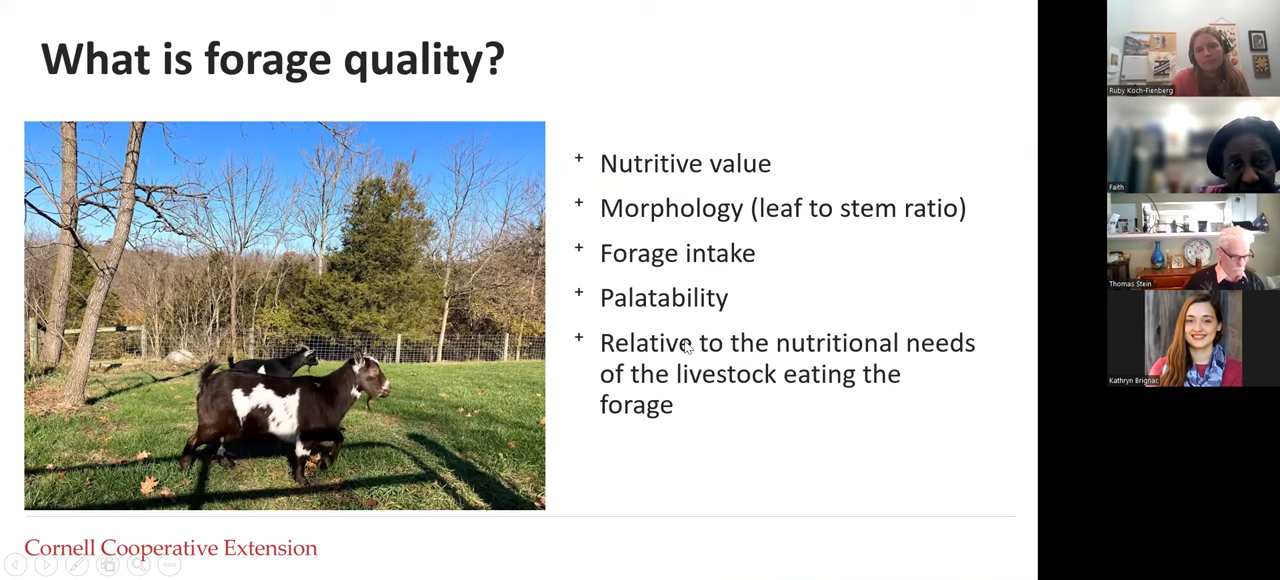 What is forage quality?
+ Nutritive value
+ Morphology (leaf to stem ratio)
+ Forage intake
+ Palatability
+ Relative to the nutritional needs
of the livestock eating the
forage
Cornell Cooperative Extension
Ruby Koch-Fienberg
Faith
Thomas Stein
Kathryn Brignac